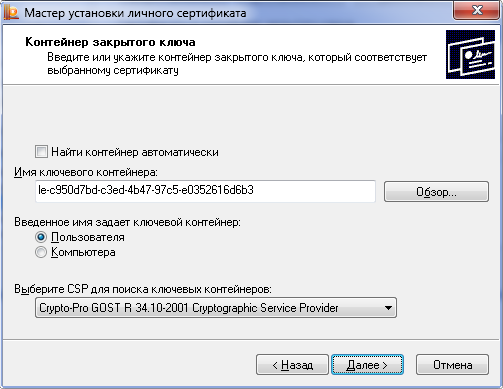 Мастер установки личного сертификата
Контейнер закрытого ключа
Введите или укажите контейнер закрытого ключа, который соответствует
выбранному сертификату
Найти контейнер автоматически
Имя ключевого контейнера:
le-c950d7bd-c3ed-4b47-97c5-e0352616d6b3
Обзор...
Введенное имя задает ключевой контейнер:
Пользователя
Компьютера
Выберите CSP для поиска ключевых контейнеров:
Crypto-Pro GOST R 34.10-2001 Cryptographic Service Provider
< Назад
Далее >
Отмена